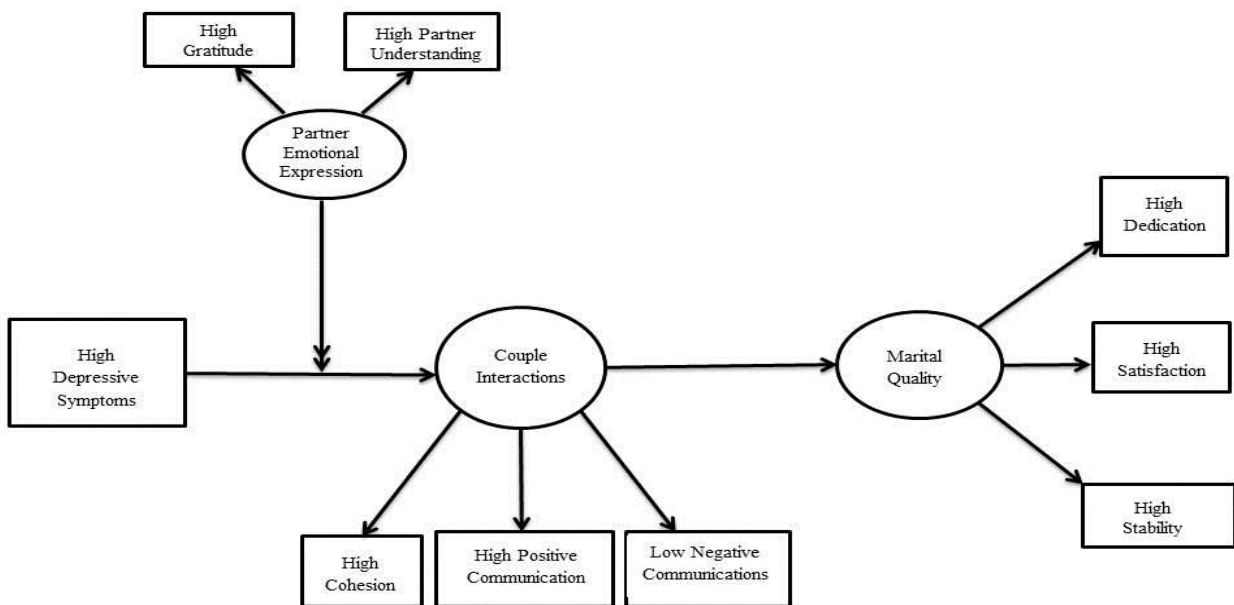 High
Gratitude
High Partner
Understanding
Partner
Emotional
Expression
High
Dedication
High
Depressive
Symptoms
Couple
Interactions
Marital
Quality
High
Satisfaction
High
Stability
High
Cohesion
High Positive
Communication
Low Negative
Communications